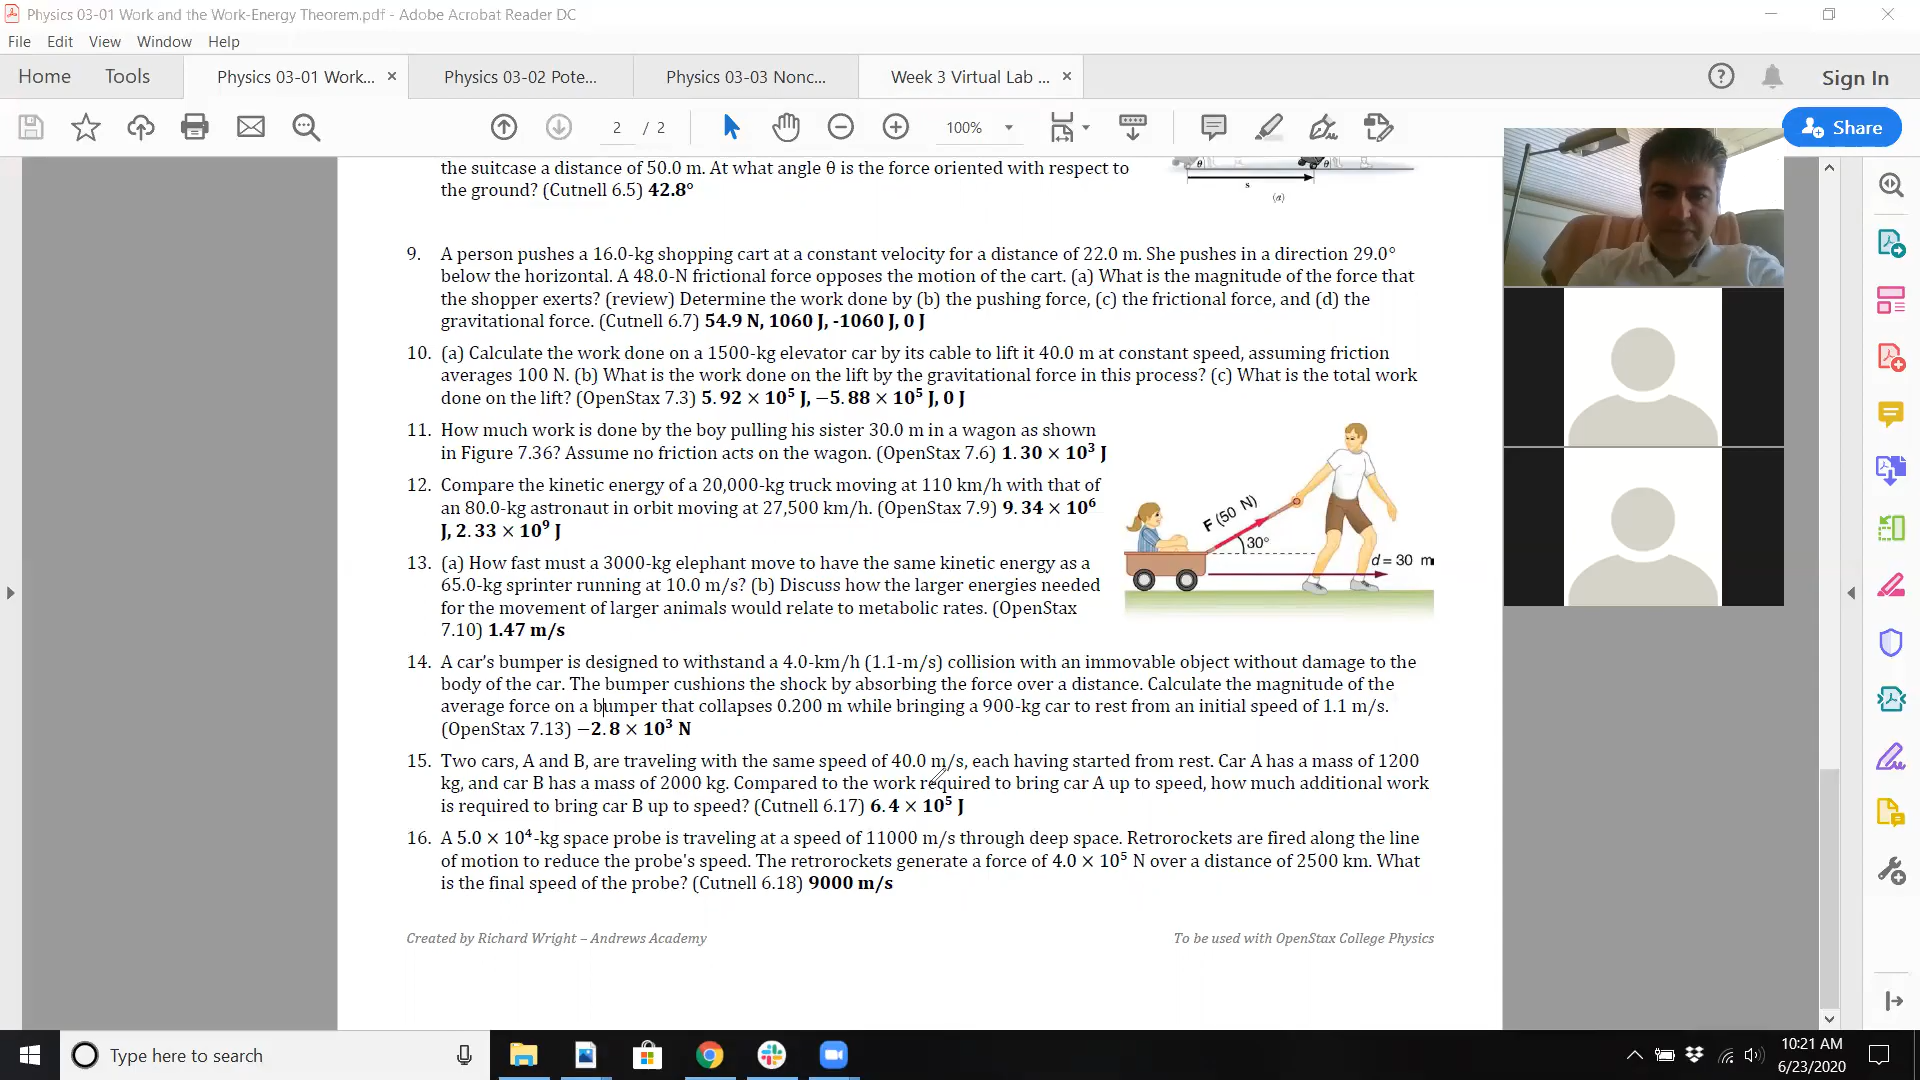 Physics 03-01 Work and the Work-Energy Theorem.pdf - Adobe Acrobat Reader DC
File Edit View Window Help
Home Tools Physics 03-01 Work... × Physics 03-02 Pote... Physics 03-03 Nonc... Week 3 Virtual Lab ... × Sign In
2 / 2 100% Share
the suitcase a distance of 50.0 m. At what angle θ is the force oriented with respect to
the ground? (Cutnell 6.5) 42.8°
θ θ
s
(a)
9. A person pushes a 16.0-kg shopping cart at a constant velocity for a distance of 22.0 m. She pushes in a direction 29.0°
below the horizontal. A 48.0-N frictional force opposes the motion of the cart. (a) What is the magnitude of the force that
the shopper exerts? (review) Determine the work done by (b) the pushing force, (c) the frictional force, and (d) the
gravitational force. (Cutnell 6.7) 54.9 N, 1060 J, -1060 J, 0 J
10. (a) Calculate the work done on a 1500-kg elevator car by its cable to lift it 40.0 m at constant speed, assuming friction
averages 100 N. (b) What is the work done on the lift by the gravitational force in this process? (c) What is the total work
done on the lift? (OpenStax 7.3) 5.92 × 10⁵ J, −5.88 × 10⁵ J, 0 J
11. How much work is done by the boy pulling his sister 30.0 m in a wagon as shown
in Figure 7.36? Assume no friction acts on the wagon. (OpenStax 7.6) 1.30 × 10³ J
12. Compare the kinetic energy of a 20,000-kg truck moving at 110 km/h with that of
an 80.0-kg astronaut in orbit moving at 27,500 km/h. (OpenStax 7.9) 9.34 × 10⁶
J, 2.33 × 10⁹ J
F (50 N)
30°
d = 30 m
13. (a) How fast must a 3000-kg elephant move to have the same kinetic energy as a
65.0-kg sprinter running at 10.0 m/s? (b) Discuss how the larger energies needed
for the movement of larger animals would relate to metabolic rates. (OpenStax
7.10) 1.47 m/s
14. A car's bumper is designed to withstand a 4.0-km/h (1.1-m/s) collision with an immovable object without damage to the
body of the car. The bumper cushions the shock by absorbing the force over a distance. Calculate the magnitude of the
average force on a bumper that collapses 0.200 m while bringing a 900-kg car to rest from an initial speed of 1.1 m/s.
(OpenStax 7.13) −2.8 × 10³ N
15. Two cars, A and B, are traveling with the same speed of 40.0 m/s, each having started from rest. Car A has a mass of 1200
kg, and car B has a mass of 2000 kg. Compared to the work required to bring car A up to speed, how much additional work
is required to bring car B up to speed? (Cutnell 6.17) 6.4 × 10⁵ J
16. A 5.0 × 10⁴-kg space probe is traveling at a speed of 11000 m/s through deep space. Retrorockets are fired along the line
of motion to reduce the probe's speed. The retrorockets generate a force of 4.0 × 10⁵ N over a distance of 2500 km. What
is the final speed of the probe? (Cutnell 6.18) 9000 m/s
Created by Richard Wright – Andrews Academy To be used with OpenStax College Physics
Type here to search
10:21 AM
6/23/2020